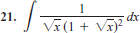 21. ∫ 1/(√x (1 + √x)²) dx